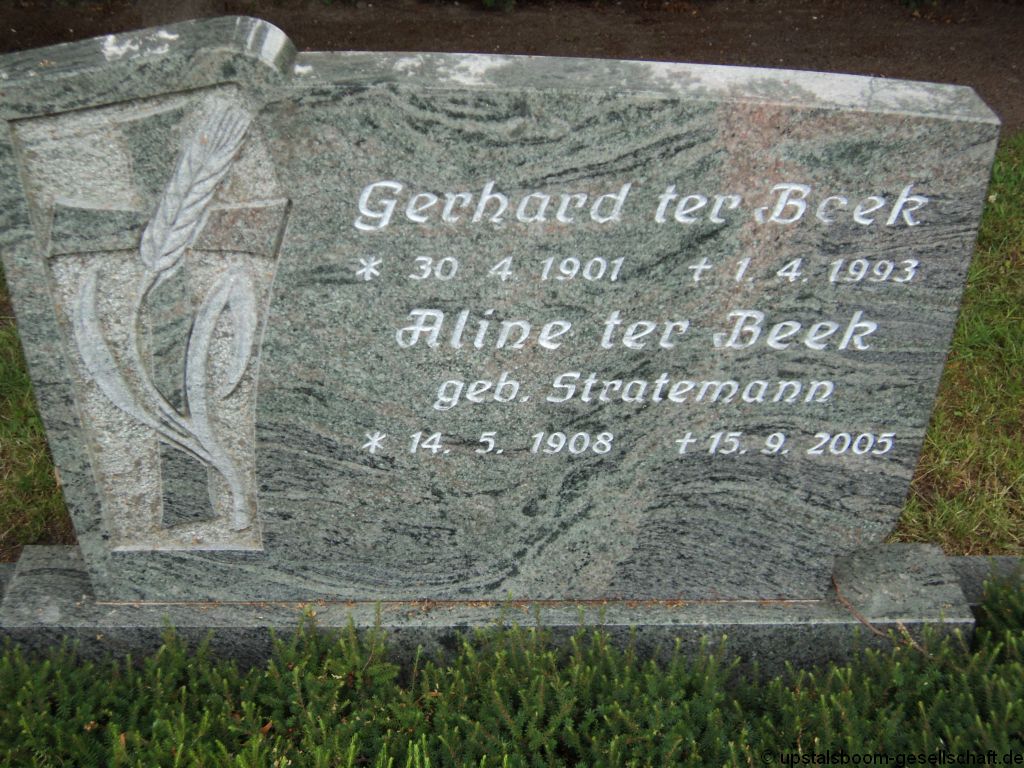 Gerhard ter Beek
* 30 4. 1901 † 1. 4. 1993
Aline ter Beek
geb. Stratemann
* 14. 5. 1908 † 15. 9. 2005
© upstalsboom-gesellschaft.de